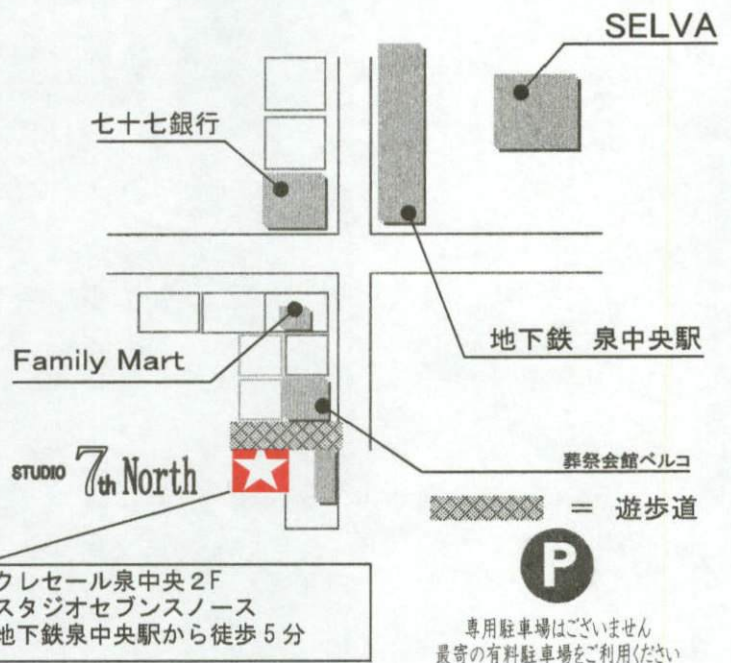 SELVA
七十七銀行
地下鉄 泉中央駅
Family Mart
葬祭会館ベルコ
STUDIO 7th North
= 遊歩道
P
クレセール泉中央2F
スタジオセブンスノース
地下鉄泉中央駅から徒歩5分
専用駐車場はございません
最寄の有料駐車場をご利用ください